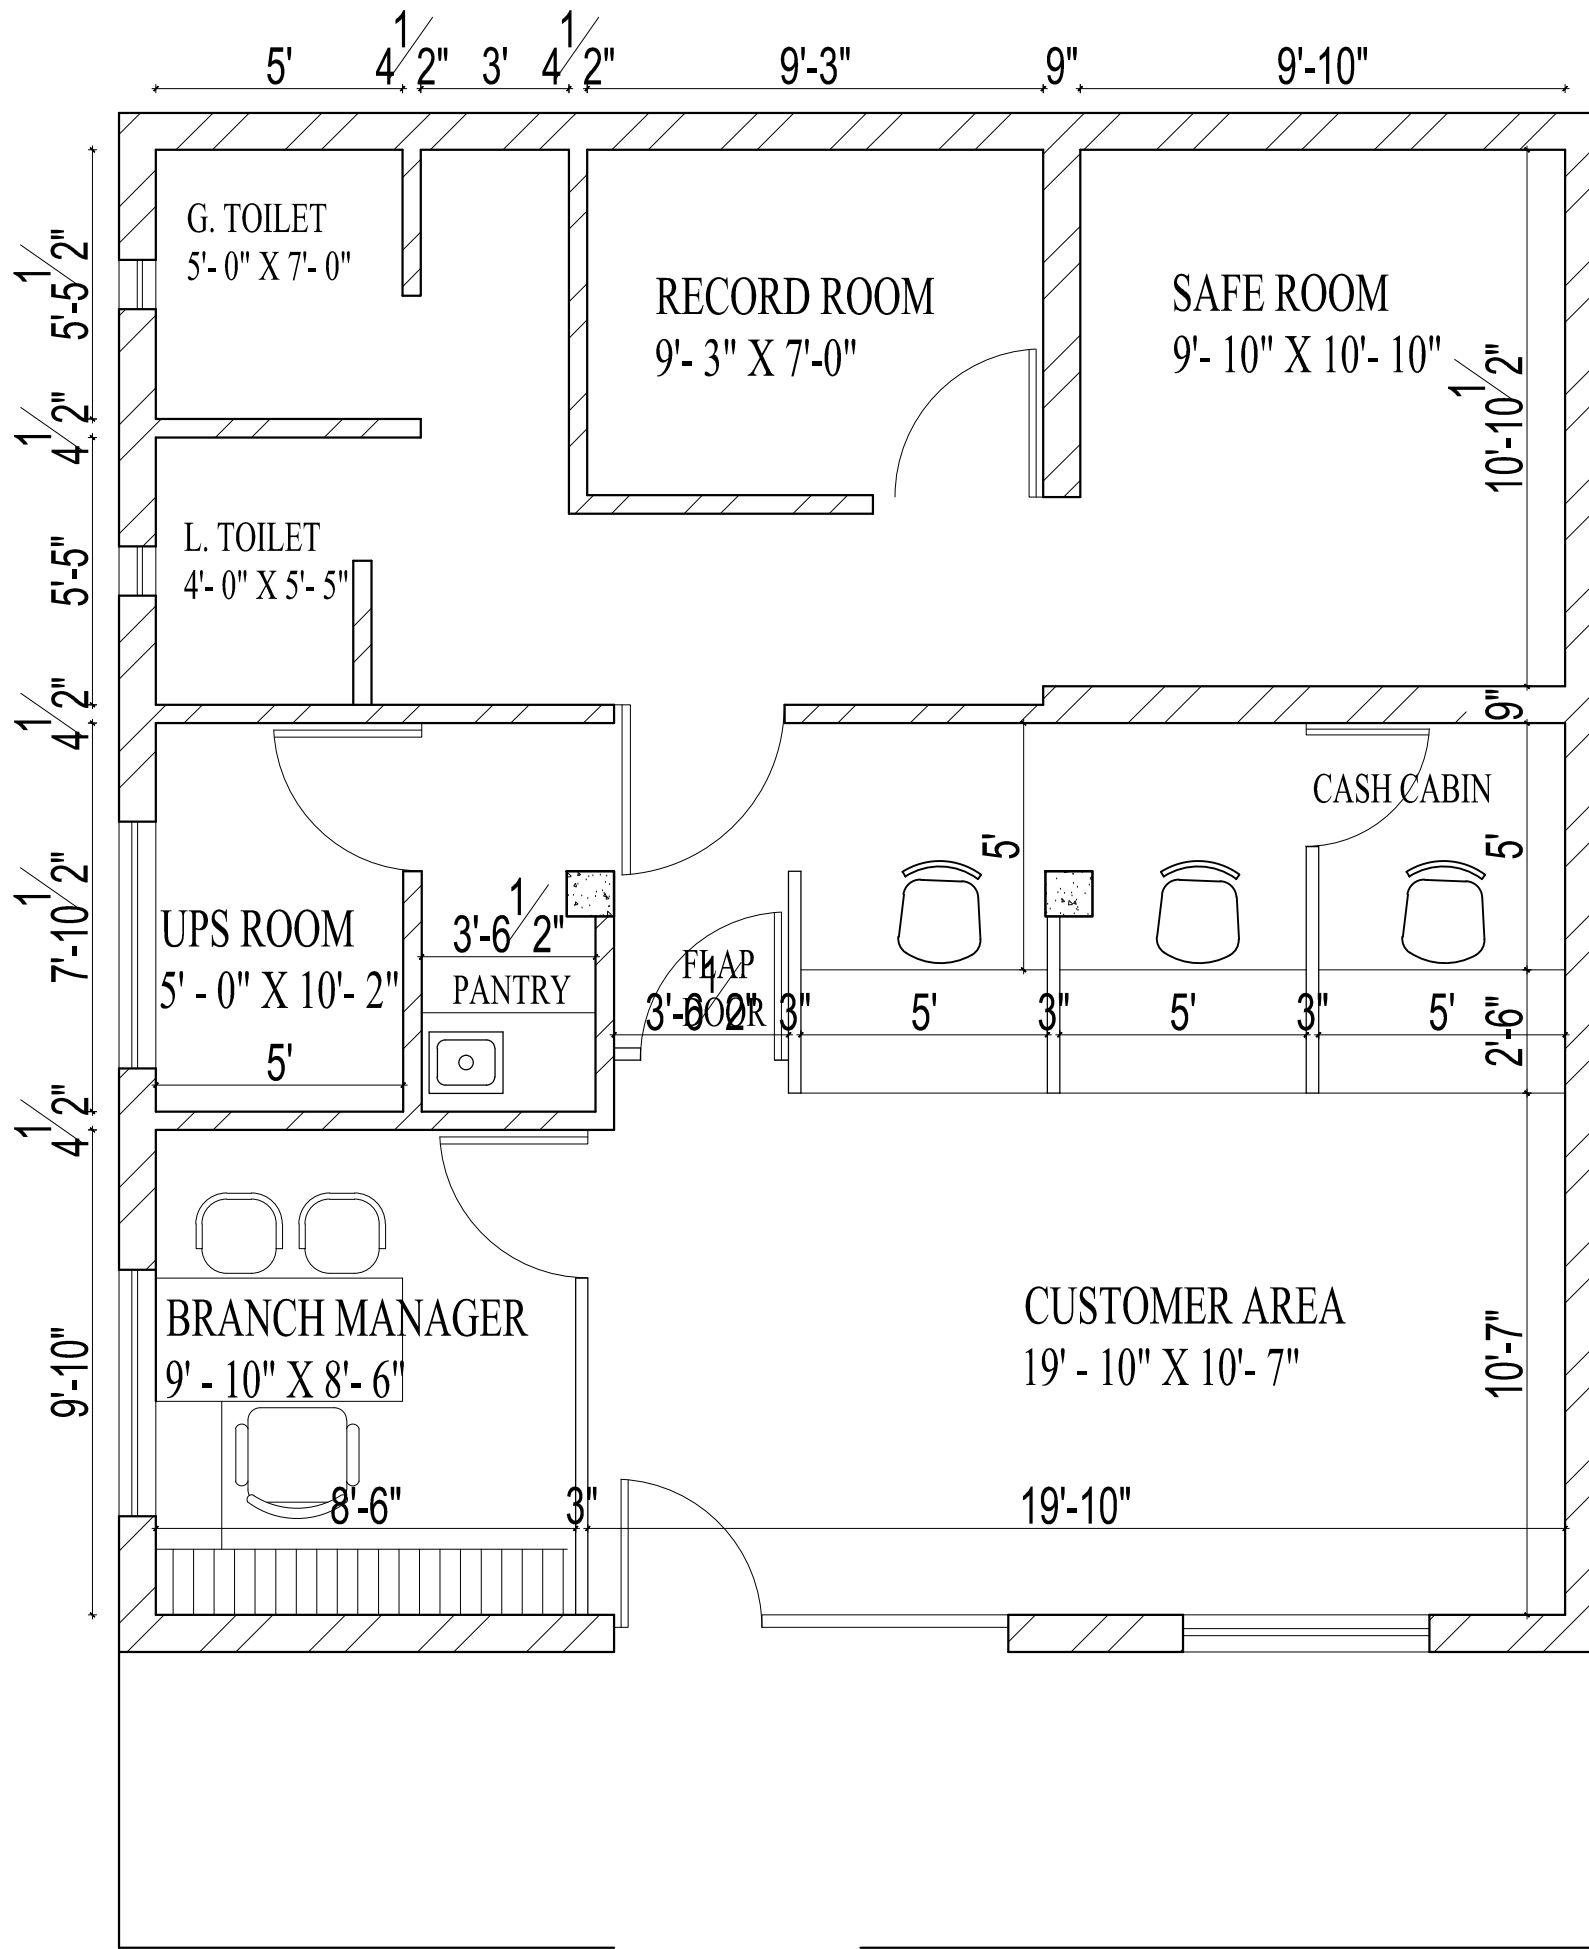 5' 4 1/2" 3' 4 1/2" 9'-3" 9" 9'-10"
G. TOILET
5'- 0" X 7'- 0"
RECORD ROOM
9'- 3" X 7'-0"
SAFE ROOM
9'- 10" X 10'- 10"
5'-5 1/2"
4 1/2"
10'-10 1/2"
L. TOILET
4'- 0" X 5'- 5"
5'-5"
4 1/2"
9"
CASH CABIN
5'
5'
7'-10 1/2"
UPS ROOM
5' - 0" X 10'- 2"
3'-6 1/2"
PANTRY
FLAP
DOOR
3'-6 1/2" 3" 5' 3" 5' 3" 5'
2'-6"
5'
4 1/2"
BRANCH MANAGER
9' - 10" X 8'- 6"
CUSTOMER AREA
19' - 10" X 10'- 7"
9'-10"
10'-7"
8'-6" 3" 19'-10"